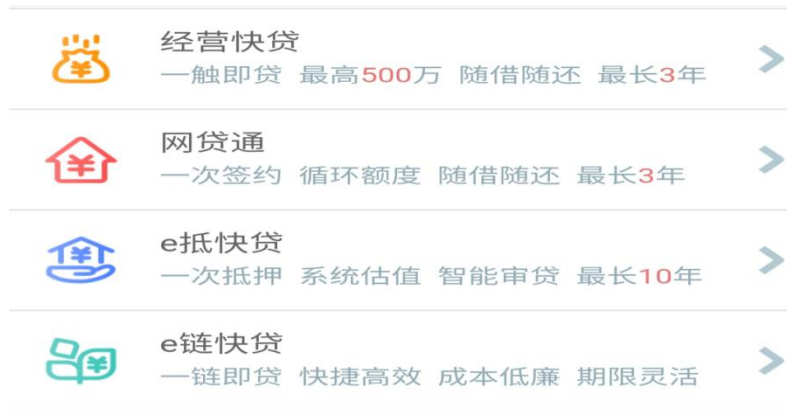 经营快贷
一触即贷 最高500万 随借随还 最长3年
网贷通
一次签约 循环额度 随借随还 最长3年
e抵快贷
一次抵押 系统估值 智能审贷 最长10年
e链快贷
一链即贷 快捷高效 成本低廉 期限灵活